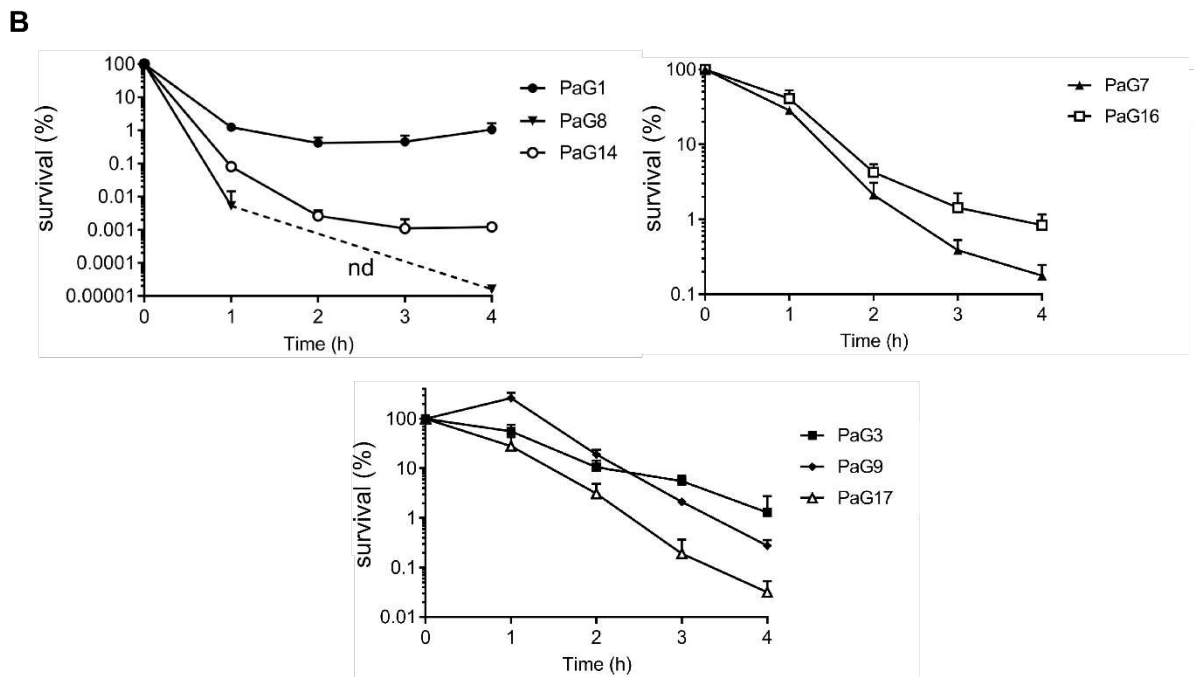 B
100
10
1
0.1
0.01
0.001
0.0001
0.00001
survival (%)
0 1 2 3 4
Time (h)
nd
PaG1
PaG8
PaG14
100
10
1
0.1
survival (%)
0 1 2 3 4
Time (h)
PaG7
PaG16
100
10
1
0.1
0.01
survival (%)
0 1 2 3 4
Time (h)
PaG3
PaG9
PaG17